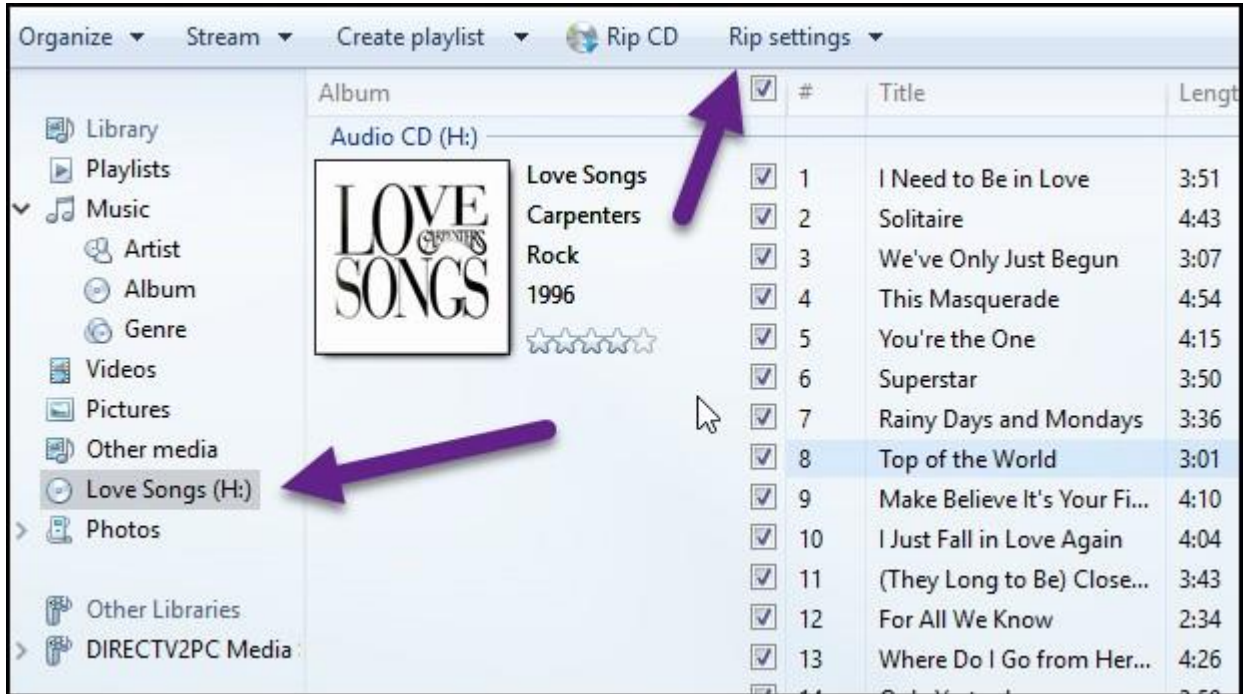 Organize Stream Create playlist Rip CD Rip settings
Album # Title Lengt
Library
Playlists
Music
Artist
Album
Genre
Videos
Pictures
Other media
Love Songs (H:)
Photos
Other Libraries
DIRECTV2PC Media
Audio CD (H:)
LOVE
CARPENTERS
SONGS
Love Songs
Carpenters
Rock
1996
1 I Need to Be in Love 3:51
2 Solitaire 4:43
3 We've Only Just Begun 3:07
4 This Masquerade 4:54
5 You're the One 4:15
6 Superstar 3:50
7 Rainy Days and Mondays 3:36
8 Top of the World 3:01
9 Make Believe It's Your Fi... 4:10
10 I Just Fall in Love Again 4:04
11 (They Long to Be) Close... 3:43
12 For All We Know 2:34
13 Where Do I Go from Her... 4:26